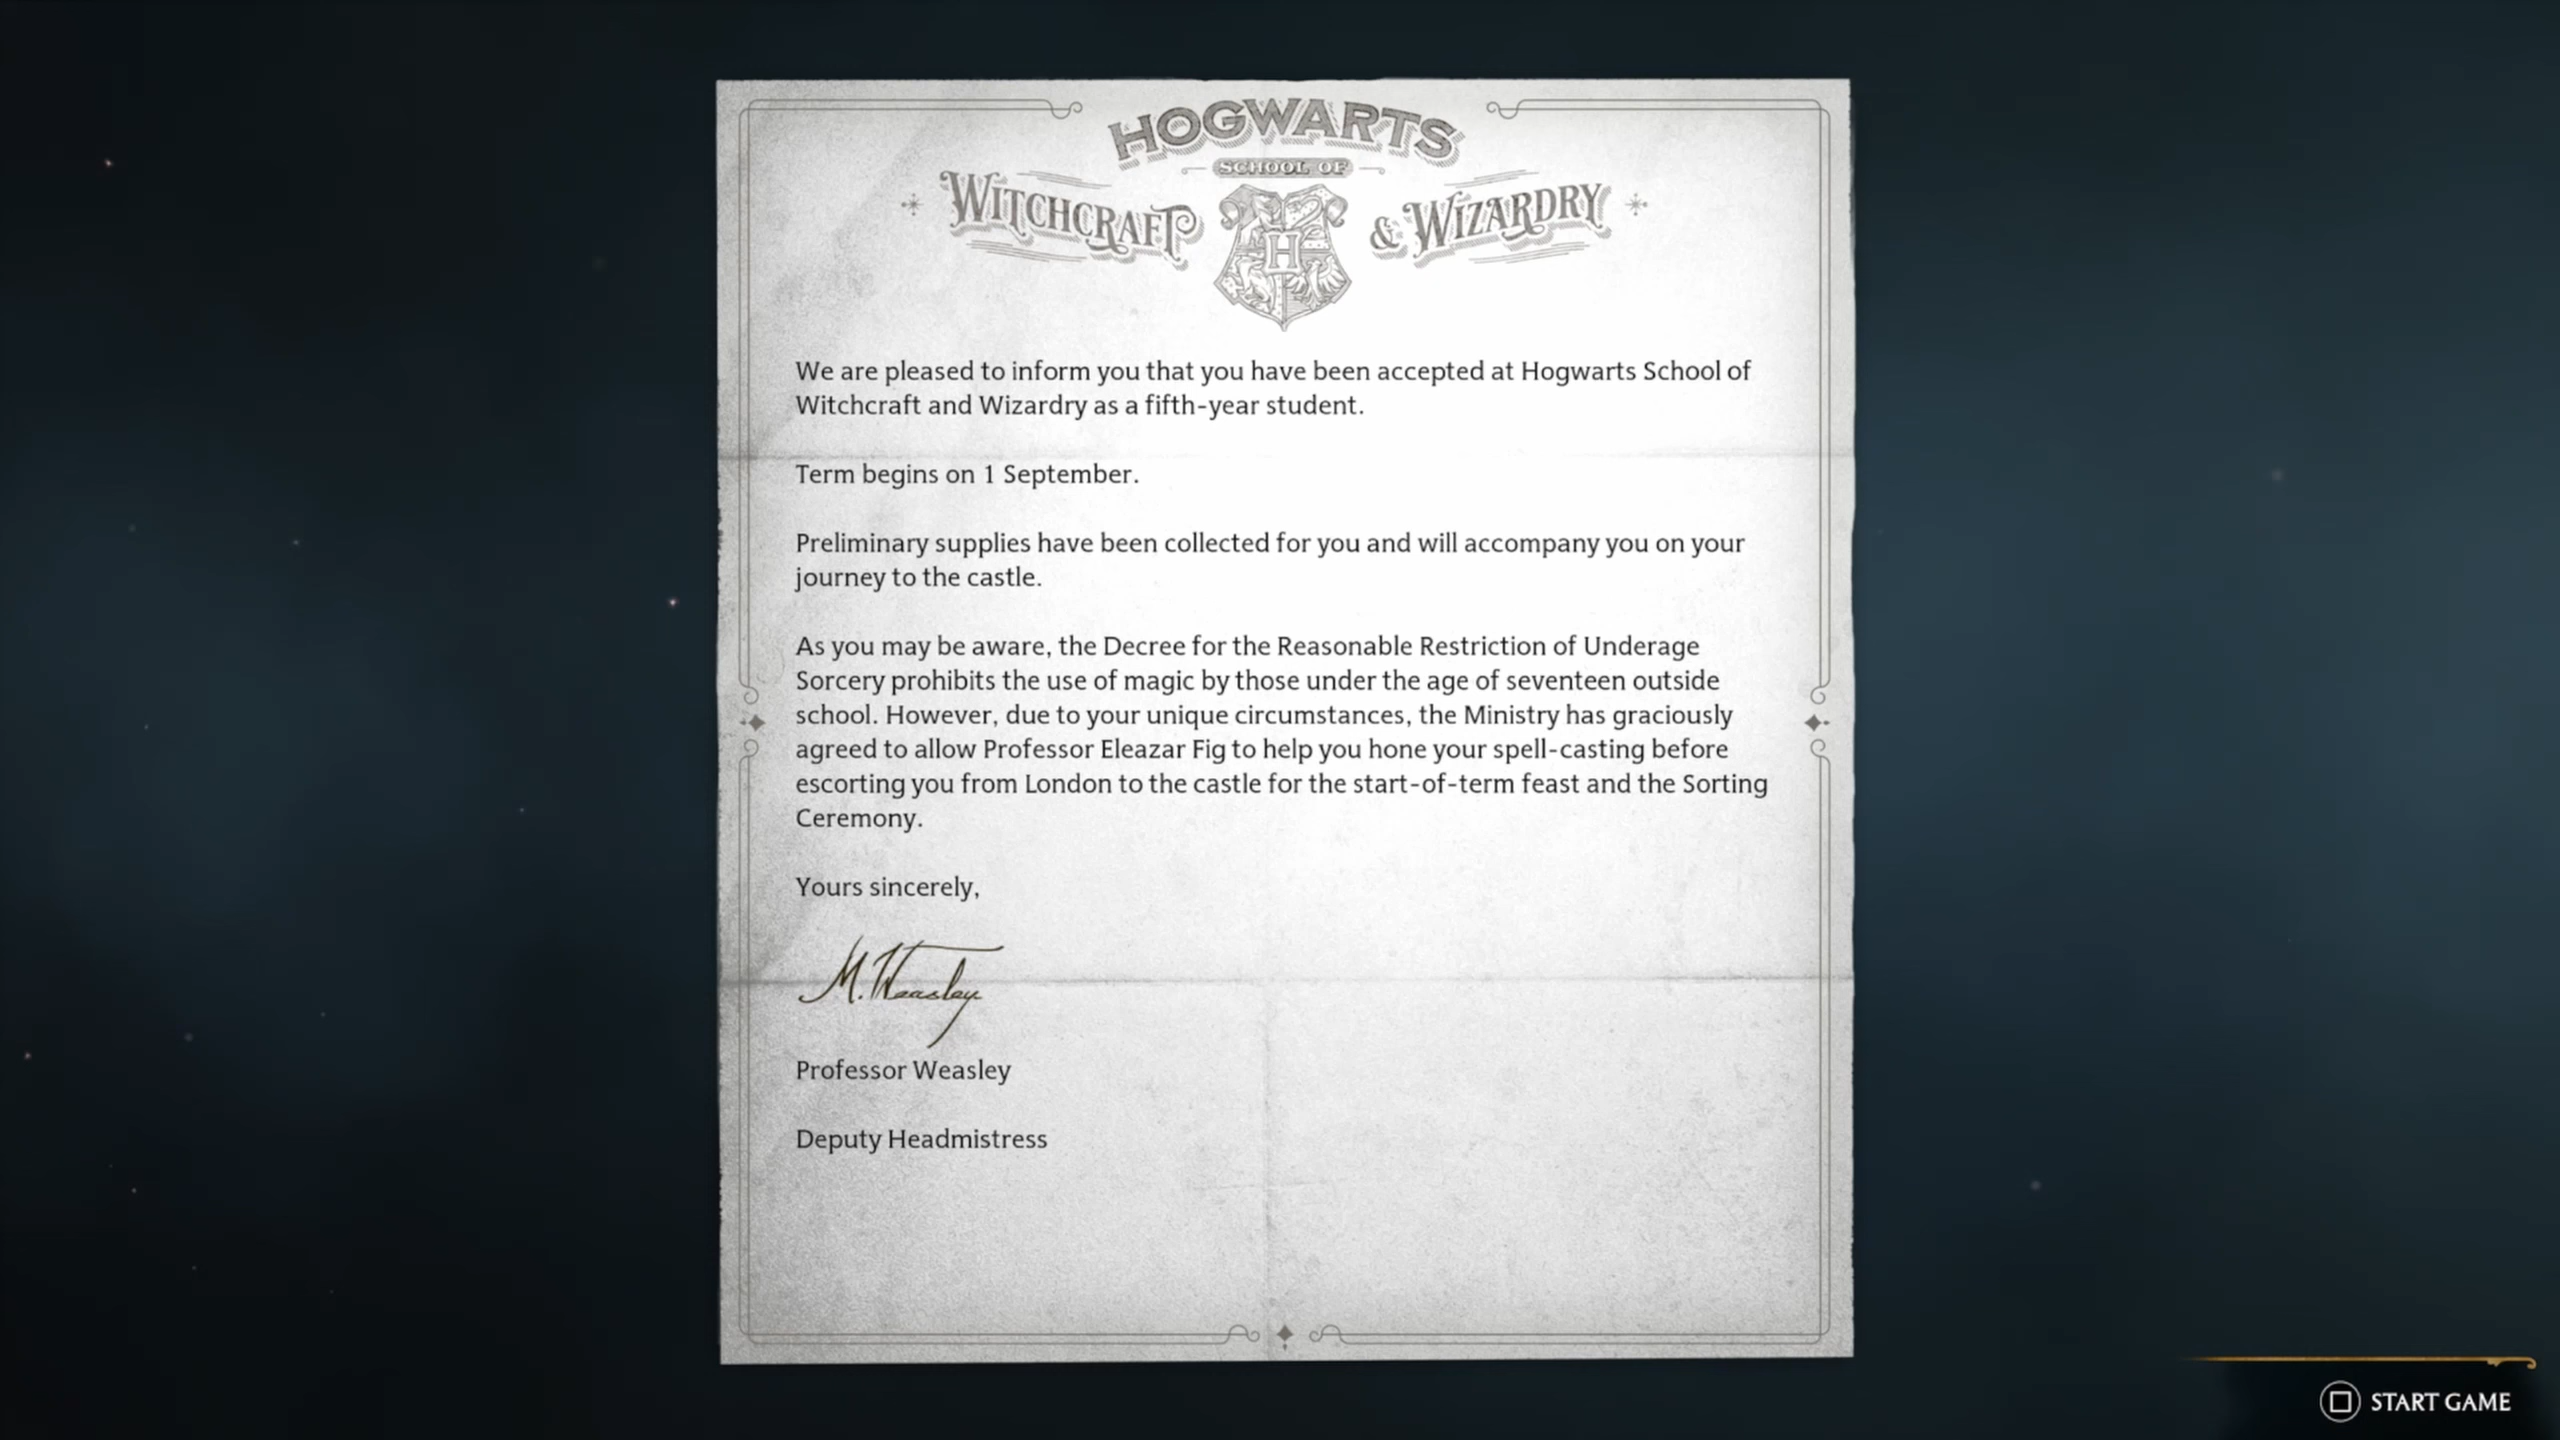 HOGWARTS
SCHOOL OF
WITCHCRAFT & WIZARDRY
H
We are pleased to inform you that you have been accepted at Hogwarts School of
Witchcraft and Wizardry as a fifth-year student.
Term begins on 1 September.
Preliminary supplies have been collected for you and will accompany you on your
journey to the castle.
As you may be aware, the Decree for the Reasonable Restriction of Underage
Sorcery prohibits the use of magic by those under the age of seventeen outside
school. However, due to your unique circumstances, the Ministry has graciously
agreed to allow Professor Eleazar Fig to help you hone your spell-casting before
escorting you from London to the castle for the start-of-term feast and the Sorting
Ceremony.
Yours sincerely,
M. Weasley
Professor Weasley
Deputy Headmistress
START GAME